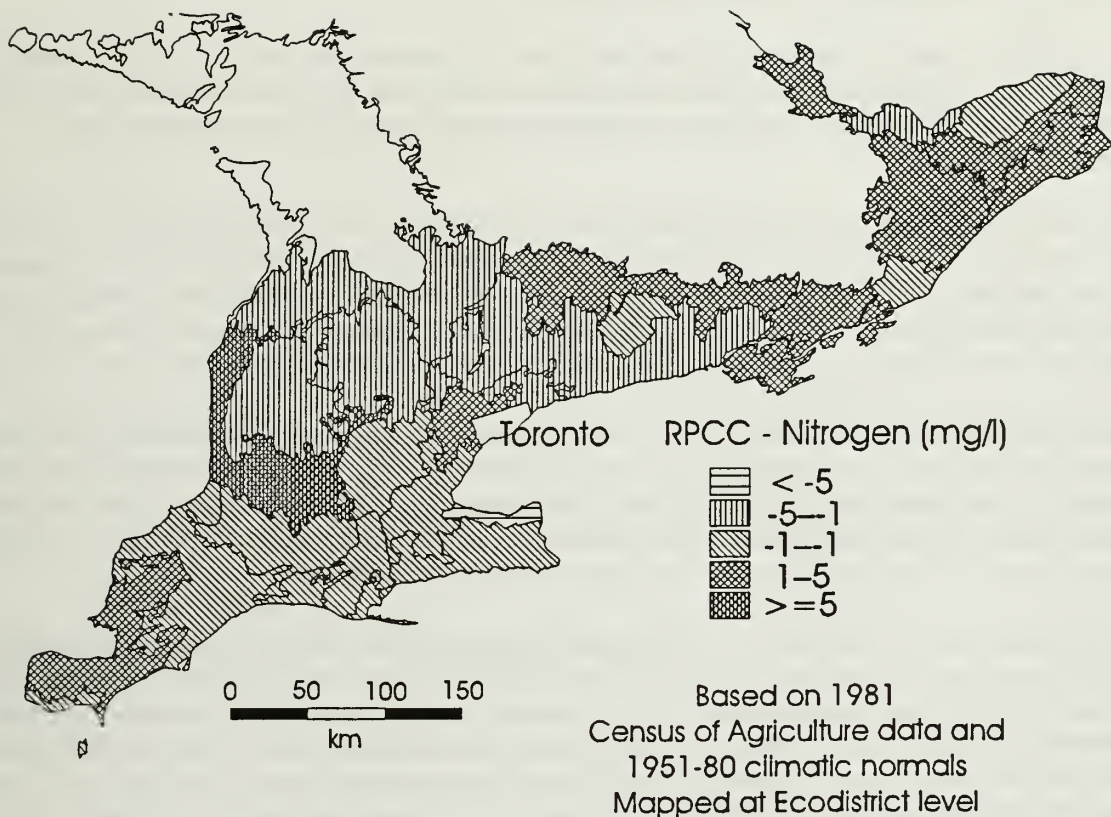 Toronto
RPCC - Nitrogen (mg/l)
< -5
-5—-1
-1—1
1–5
>=5
0 50 100 150
km
Based on 1981
Census of Agriculture data and
1951-80 climatic normals
Mapped at Ecodistrict level